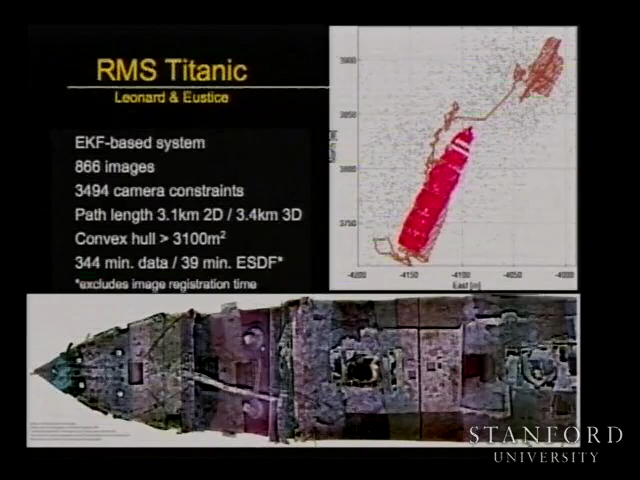 RMS Titanic
Leonard & Eustice
EKF-based system
866 images
3494 camera constraints
Path length 3.1km 2D / 3.4km 3D
Convex hull > 3100m²
344 min. data / 39 min. ESDF*
*excludes image registration time
3900
3850
3800
3750
-4200 -4150 -4100 -4050 -4000
East [m]
STANFORD
UNIVERSITY